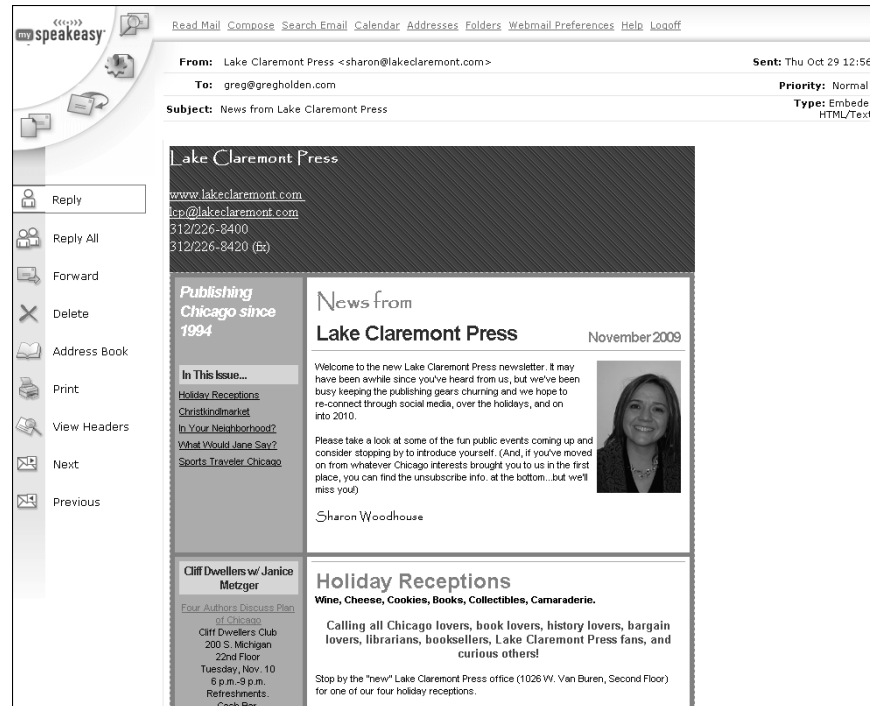 my speakeasy
Read Mail Compose Search Email Calendar Addresses Folders Webmail Preferences Help Logoff
From: Lake Claremont Press <sharon@lakeclaremont.com>
Sent: Thu Oct 29 12:56
To: greg@gregholden.com
Priority: Normal
Subject: News from Lake Claremont Press
Type: Embede
HTML/Text
Reply
Reply All
Forward
Delete
Address Book
Print
View Headers
Next
Previous
Lake Claremont Press
www.lakeclaremont.com
lcp@lakeclaremont.com
312/226-8400
312/226-8420 (fx)
Publishing
Chicago since
1994
In This Issue...
Holiday Receptions
Christkindlmarket
In Your Neighborhood?
What Would Jane Say?
Sports Traveler Chicago
News from
Lake Claremont Press
November 2009
Welcome to the new Lake Claremont Press newsletter. It may
have been awhile since you've heard from us, but we've been
busy keeping the publishing gears churning and we hope to
re-connect through social media, over the holidays, and on
into 2010.
Please take a look at some of the fun public events coming up and
consider stopping by to introduce yourself. (And, if you've moved
on from whatever Chicago interests brought you to us in the first
place, you can find the unsubscribe info. at the bottom...but we'll
miss you!)
Sharon Woodhouse
Cliff Dwellers w/ Janice
Metzger
Four Authors Discuss Plan
of Chicago
Cliff Dwellers Club
200 S. Michigan
22nd Floor
Tuesday, Nov. 10
6 p.m.-9 p.m.
Refreshments.
Cash Bar
Holiday Receptions
Wine, Cheese, Cookies, Books, Collectibles, Camaraderie.
Calling all Chicago lovers, book lovers, history lovers, bargain
lovers, librarians, booksellers, Lake Claremont Press fans, and
curious others!
Stop by the "new" Lake Claremont Press office (1026 W. Van Buren, Second Floor)
for one of our four holiday receptions.